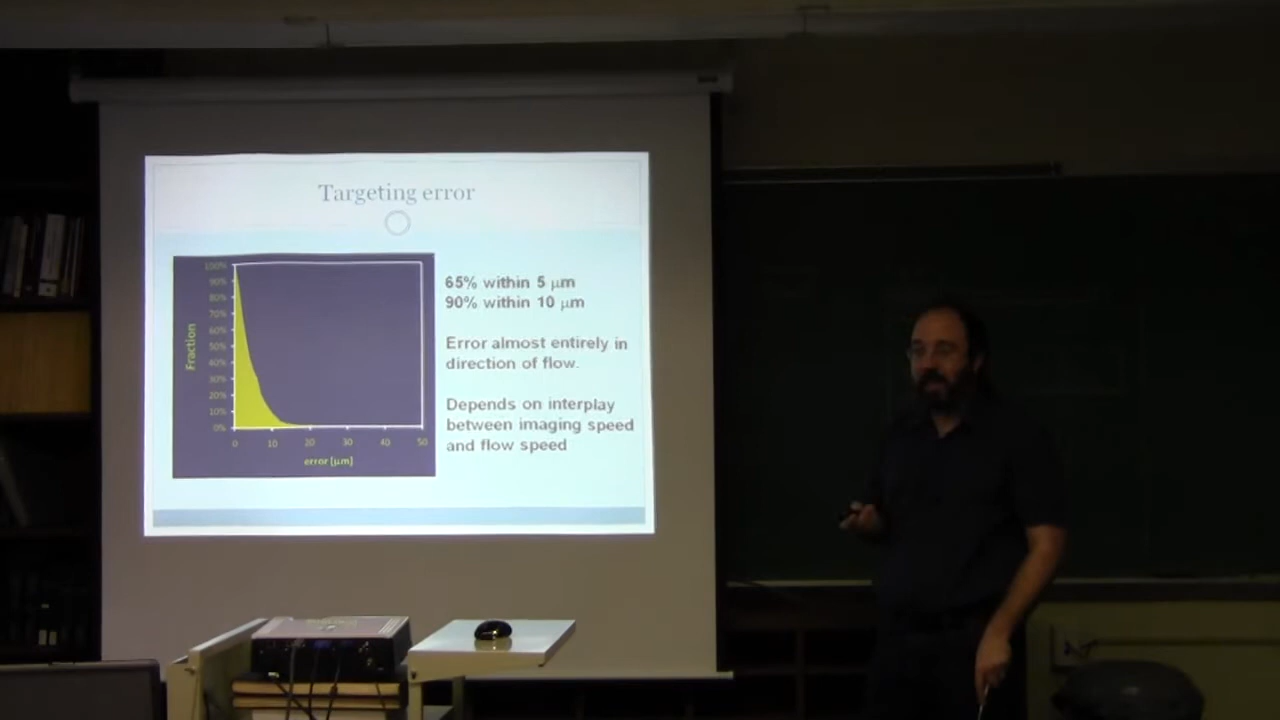 Targeting error
100%
90%
80%
70%
60%
50%
40%
30%
20%
10%
0%
Fraction
0 10 20 30 40 50
error [μm]
65% within 5 μm
90% within 10 μm
Error almost entirely in
direction of flow.
Depends on interplay
between imaging speed
and flow speed